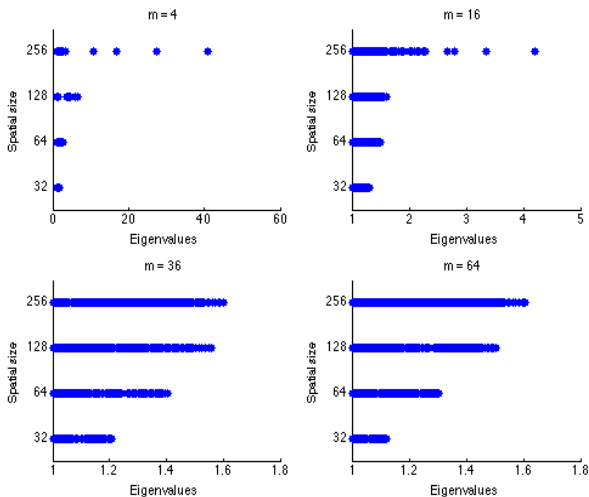 m = 4
256
128
64
32
Spatial size
0
20
40
60
Eigenvalues
m = 16
256
128
64
32
Spatial size
1
2
3
4
5
Eigenvalues
m = 36
256
128
64
32
Spatial size
1
1.2
1.4
1.6
1.8
Eigenvalues
m = 64
256
128
64
32
Spatial size
1
1.2
1.4
1.6
1.8
Eigenvalues